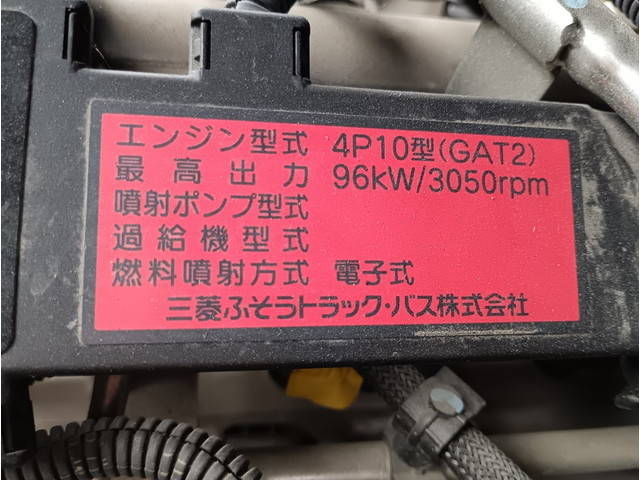 エンジン型式 4P10型(GAT2)
最高出力 96kW/3050rpm
噴射ポンプ型式
過給機型式
燃料噴射方式 電子式
三菱ふそうトラック・バス株式会社